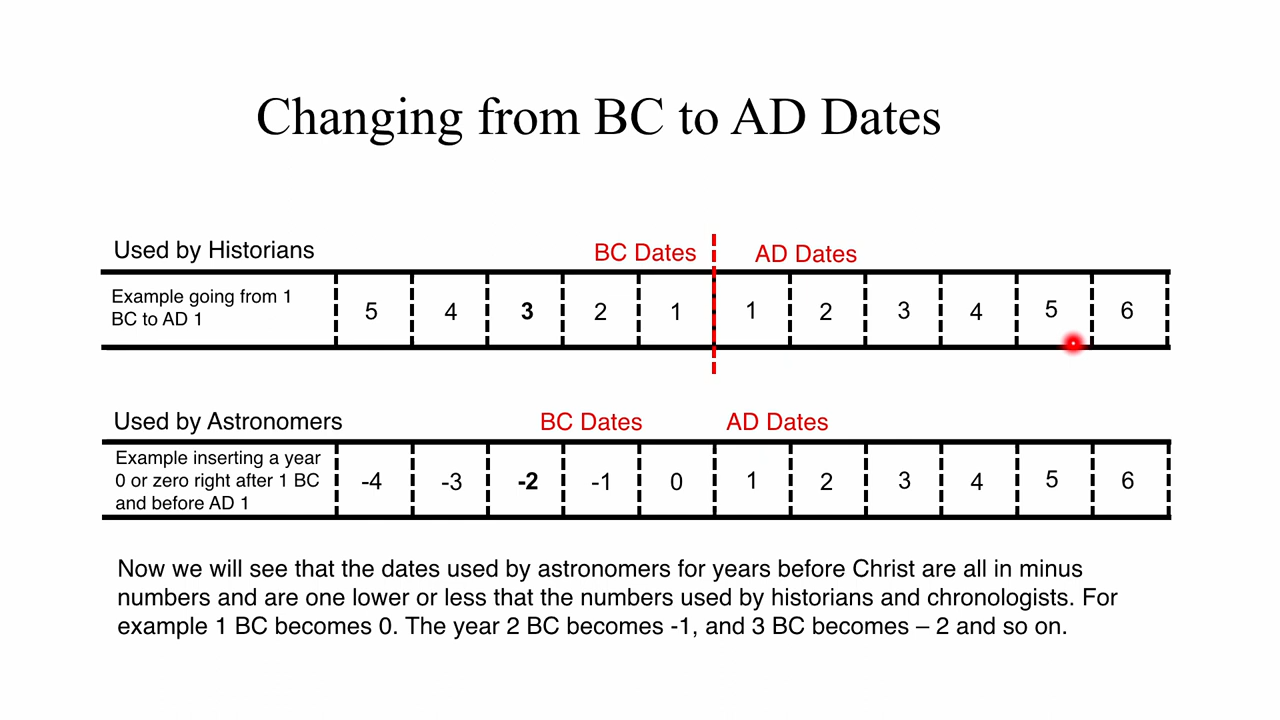 Changing from BC to AD Dates
Used by Historians
BC Dates
AD Dates
Example going from 1
BC to AD 1
5 4 3 2 1 1 2 3 4 5 6
Used by Astronomers
BC Dates
AD Dates
Example inserting a year
0 or zero right after 1 BC
and before AD 1
-4 -3 -2 -1 0 1 2 3 4 5 6
Now we will see that the dates used by astronomers for years before Christ are all in minus
numbers and are one lower or less that the numbers used by historians and chronologists. For
example 1 BC becomes 0. The year 2 BC becomes -1, and 3 BC becomes – 2 and so on.